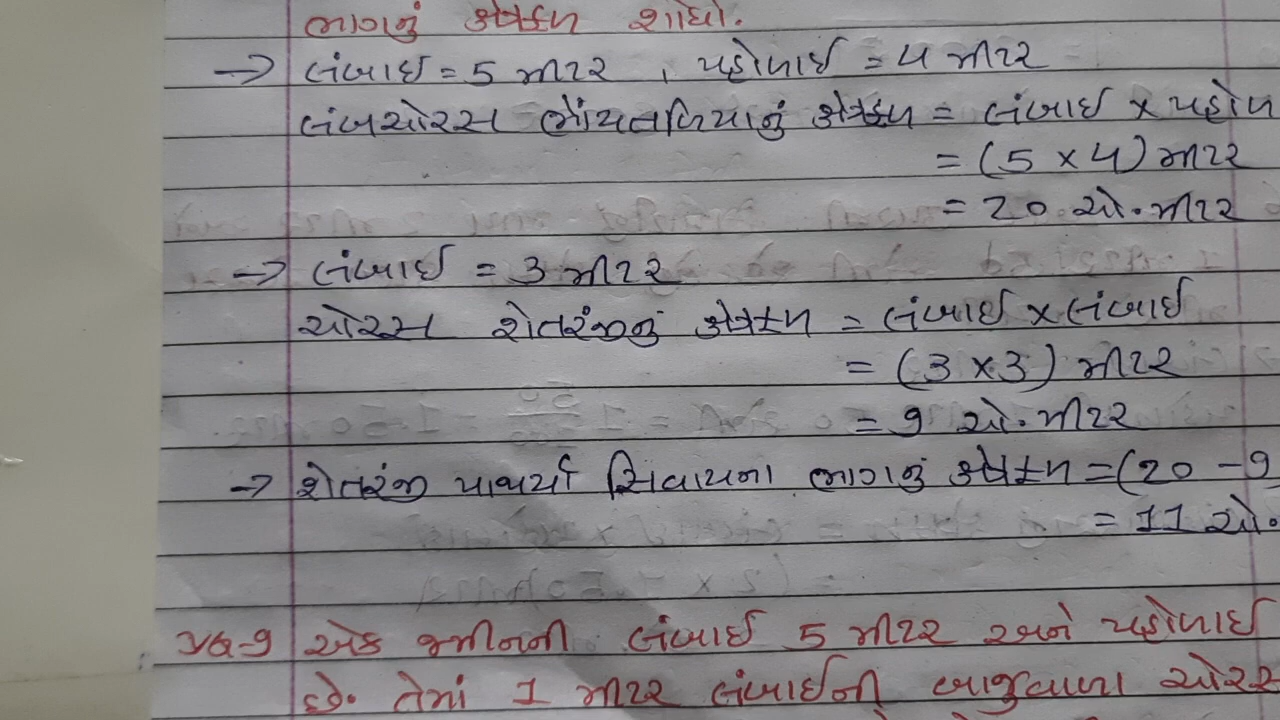 ભાગનું ક્ષેત્રફળ શોધો.
→ લંબાઈ = 5 મીટર , પહોળાઈ = 4 મીટર
લંબચોરસ ભોંયતળિયાનું ક્ષેત્રફળ = લંબાઈ × પહોળ
= (5 × 4) મીટર
= 20 ચો. મીટર
→ લંબાઈ = 3 મીટર
ચોરસ શેતરંજીનું ક્ષેત્રફળ = લંબાઈ × લંબાઈ
= (3 × 3) મીટર
= 9 ચો. મીટર
→ શેતરંજી પાથર્યા સિવાયના ભાગનું ક્ષેત્રફળ = (20 - 9
= 11 ચો.
પ્રશ્ન-9 એક જમીનની લંબાઈ 5 મીટર અને પહોળાઈ
છે. તેમાં 1 મીટર લંબાઈની બાજુવાળા ચોરસ